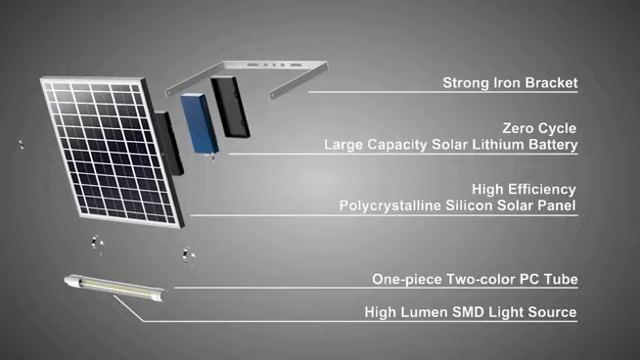 Strong Iron Bracket
Zero Cycle
Large Capacity Solar Lithium Battery
High Efficiency
Polycrystalline Silicon Solar Panel
One-piece Two-color PC Tube
High Lumen SMD Light Source